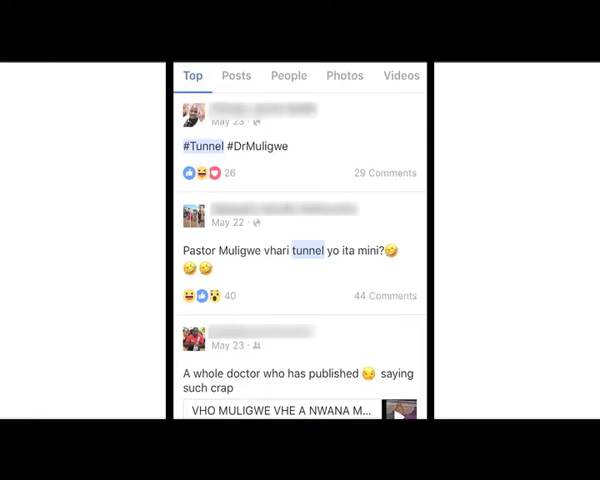 Top Posts People Photos Videos
May 23
#Tunnel #DrMuligwe
26 29 Comments
May 22
Pastor Muligwe vhari tunnel yo ita mini?🤣
🤣🤣
40 44 Comments
May 23
A whole doctor who has published 😏 saying
such crap
VHO MULIGWE VHE A NWANA M...